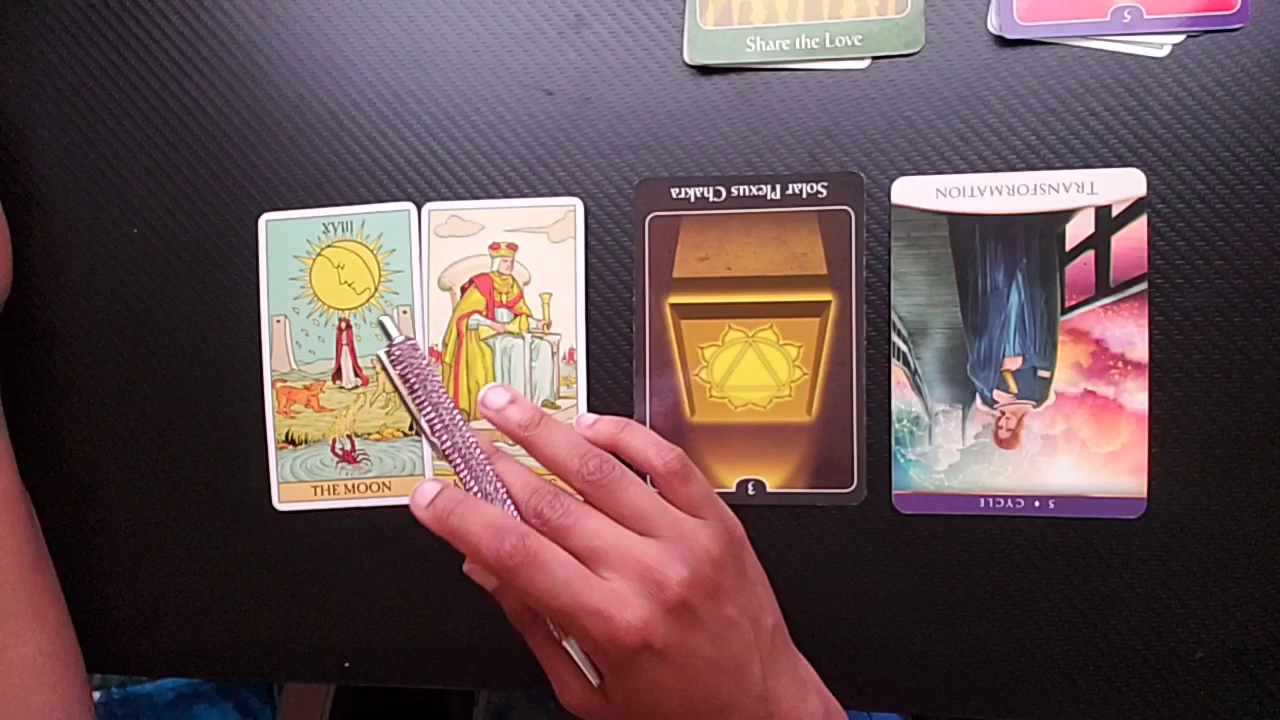 Share the Love
5
XVIII
THE MOON
Solar Plexus Chakra
3
TRANSFORMATION
5 ♦ CYCLE